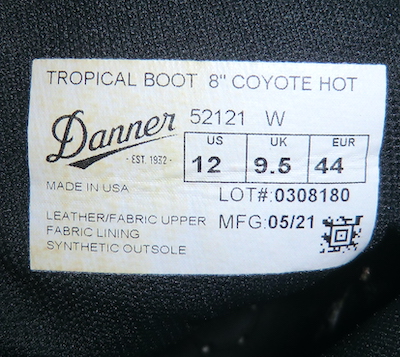 TROPICAL BOOT 8" COYOTE HOT
Danner
· EST. 1932 ·
52121 W
US UK EUR
12 9.5 44
MADE IN USA
LOT#:0308180
LEATHER/FABRIC UPPER
FABRIC LINING
SYNTHETIC OUTSOLE
MFG:05/21